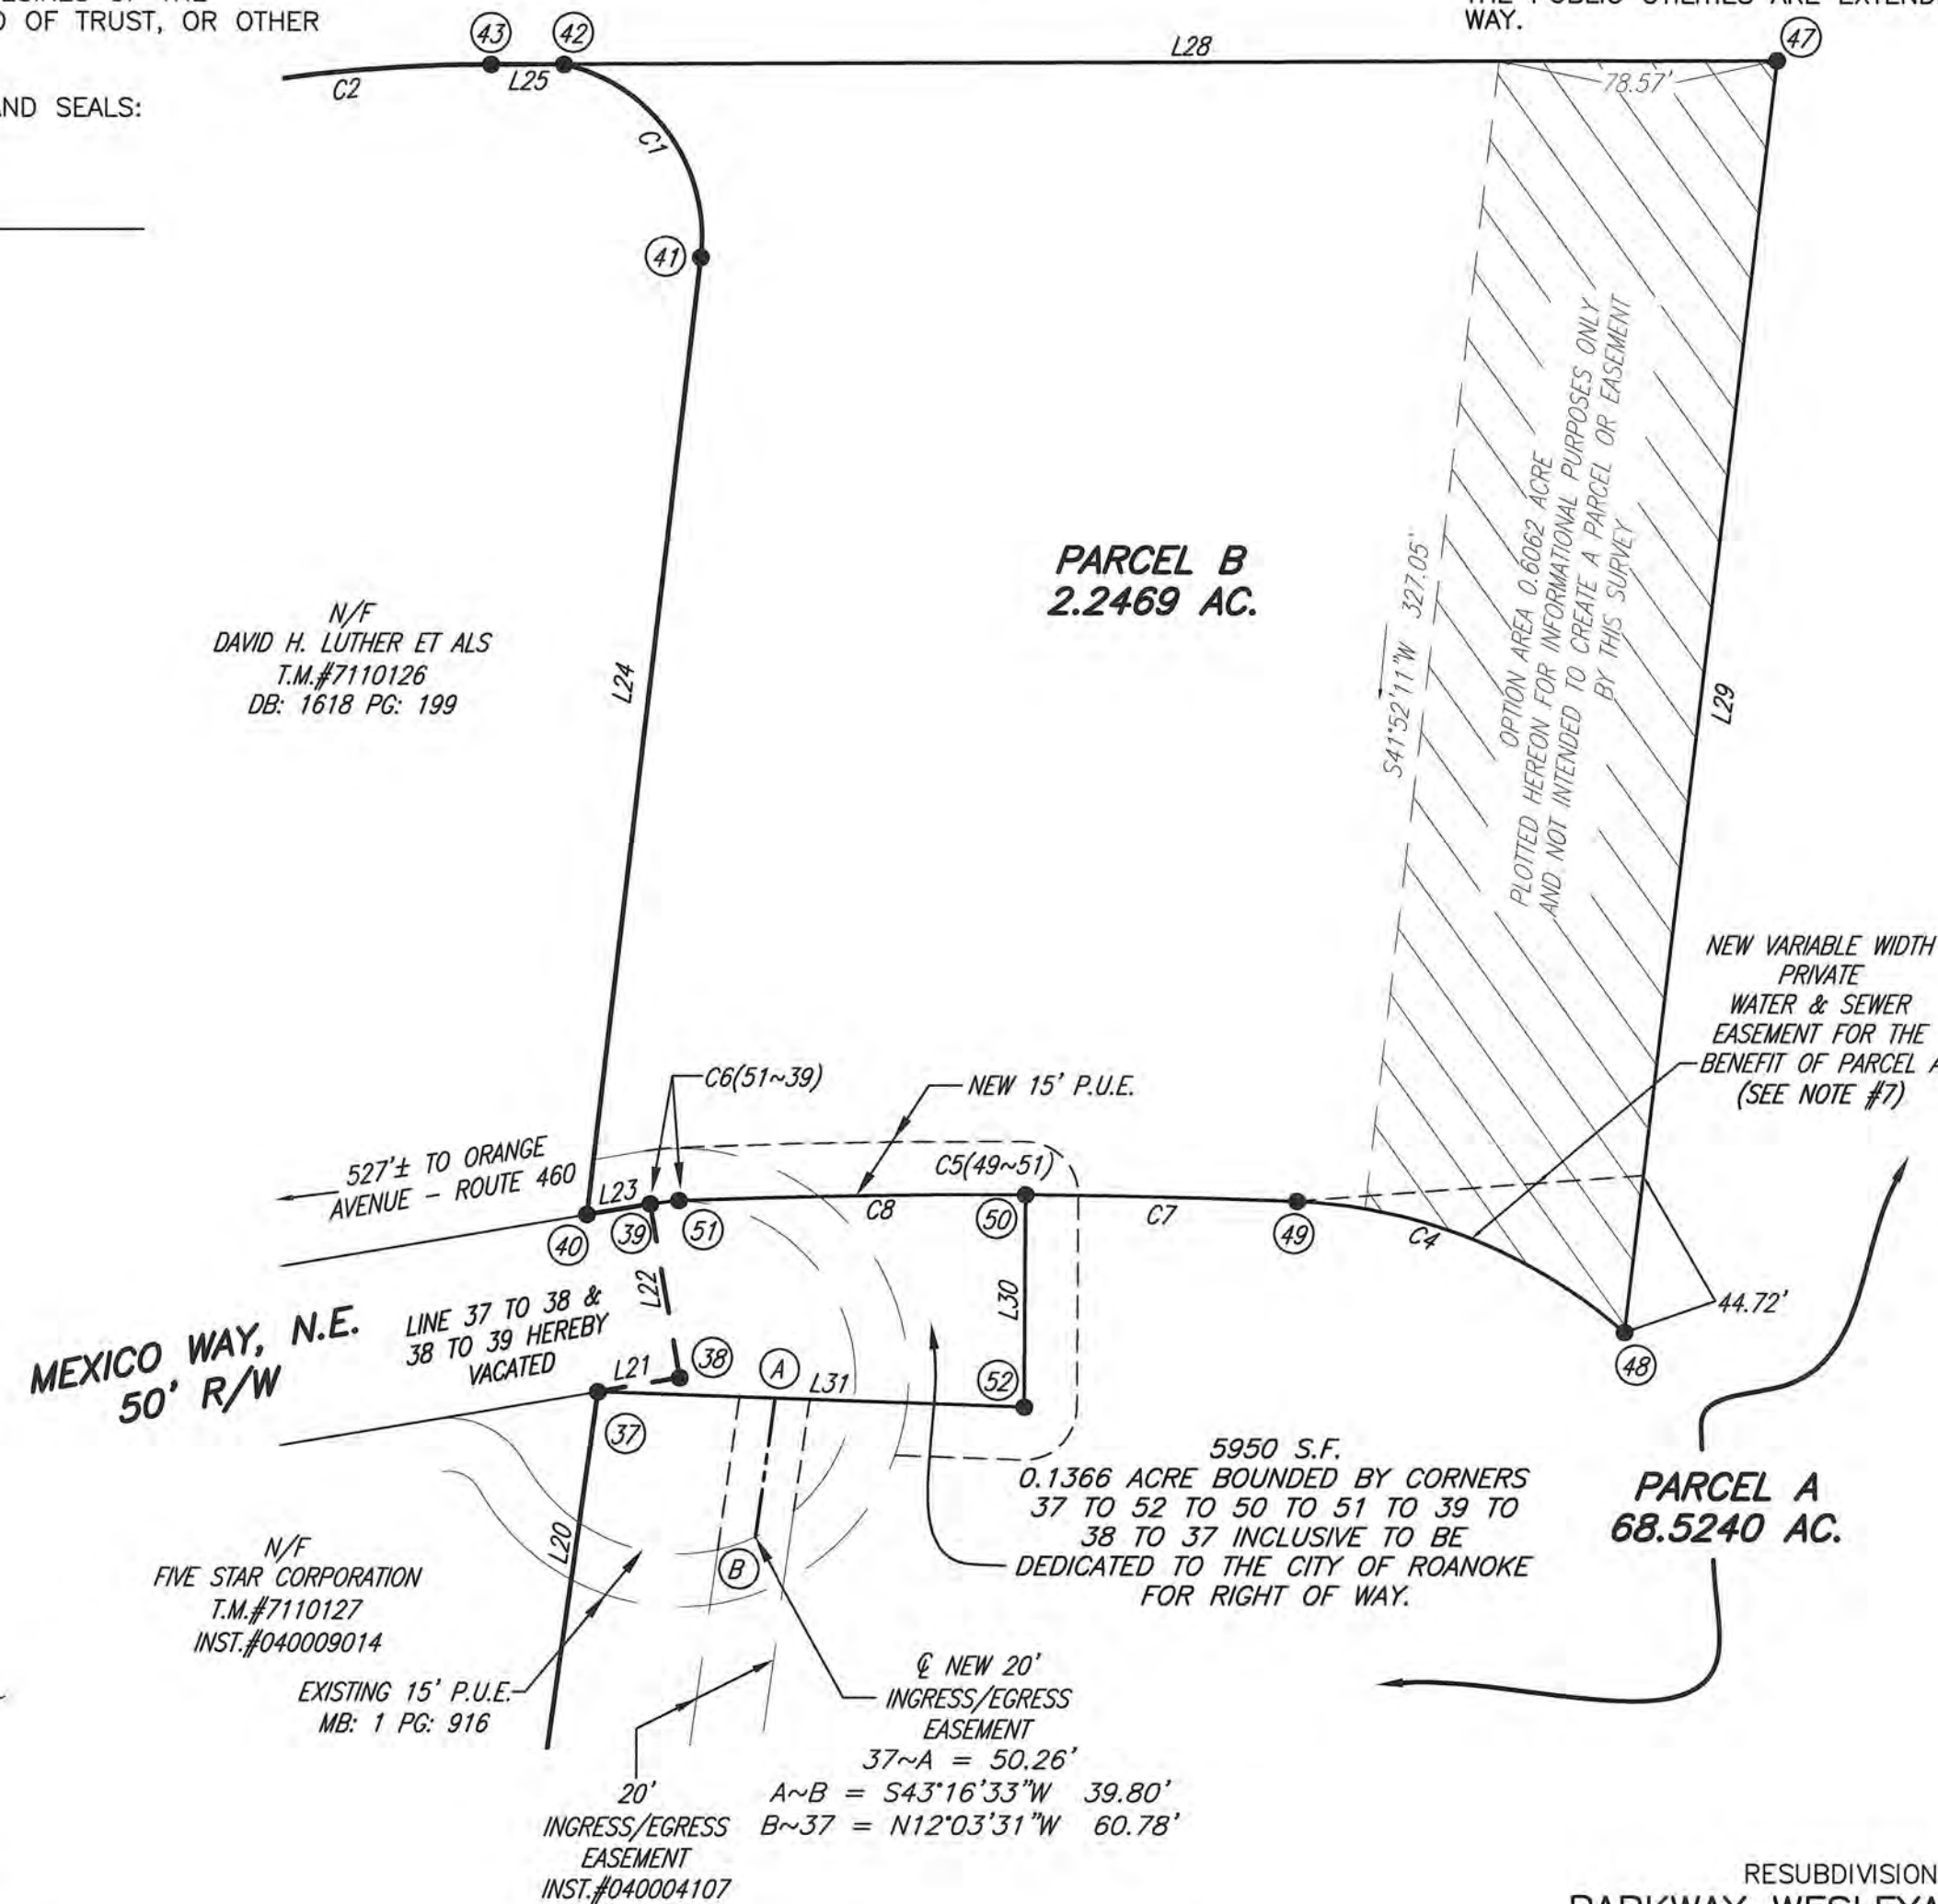 D OF TRUST, OR OTHER
AND SEALS:
WAY.
43
42
47
L28
C2
L25
78.57'
C1
41
N/F
DAVID H. LUTHER ET ALS
T.M.#7110126
DB: 1618 PG: 199
L24
PARCEL B
2.2469 AC.
S41°52'11"W 327.05'
OPTION AREA 0.6062 ACRE
PLOTTED HEREON FOR INFORMATIONAL PURPOSES ONLY
AND NOT INTENDED TO CREATE A PARCEL OR EASEMENT
BY THIS SURVEY
L29
NEW VARIABLE WIDTH
PRIVATE
WATER & SEWER
EASEMENT FOR THE
BENEFIT OF PARCEL A
(SEE NOTE #7)
C6(51~39)
NEW 15' P.U.E.
527'± TO ORANGE
AVENUE - ROUTE 460
L23
C5(49~51)
40
39
51
C8
50
C7
49
C4
44.72'
48
L22
L30
MEXICO WAY, N.E.
50' R/W
LINE 37 TO 38 &
38 TO 39 HEREBY
VACATED
L21
38
A
L31
52
37
5950 S.F.
0.1366 ACRE BOUNDED BY CORNERS
37 TO 52 TO 50 TO 51 TO 39 TO
38 TO 37 INCLUSIVE TO BE
DEDICATED TO THE CITY OF ROANOKE
FOR RIGHT OF WAY.
PARCEL A
68.5240 AC.
L20
B
N/F
FIVE STAR CORPORATION
T.M.#7110127
INST.#040009014
EXISTING 15' P.U.E.
MB: 1 PG: 916
℄ NEW 20'
INGRESS/EGRESS
EASEMENT
37~A = 50.26'
A~B = S43°16'33"W 39.80'
B~37 = N12°03'31"W 60.78'
20'
INGRESS/EGRESS
EASEMENT
INST.#040004107
RESUBDIVISION